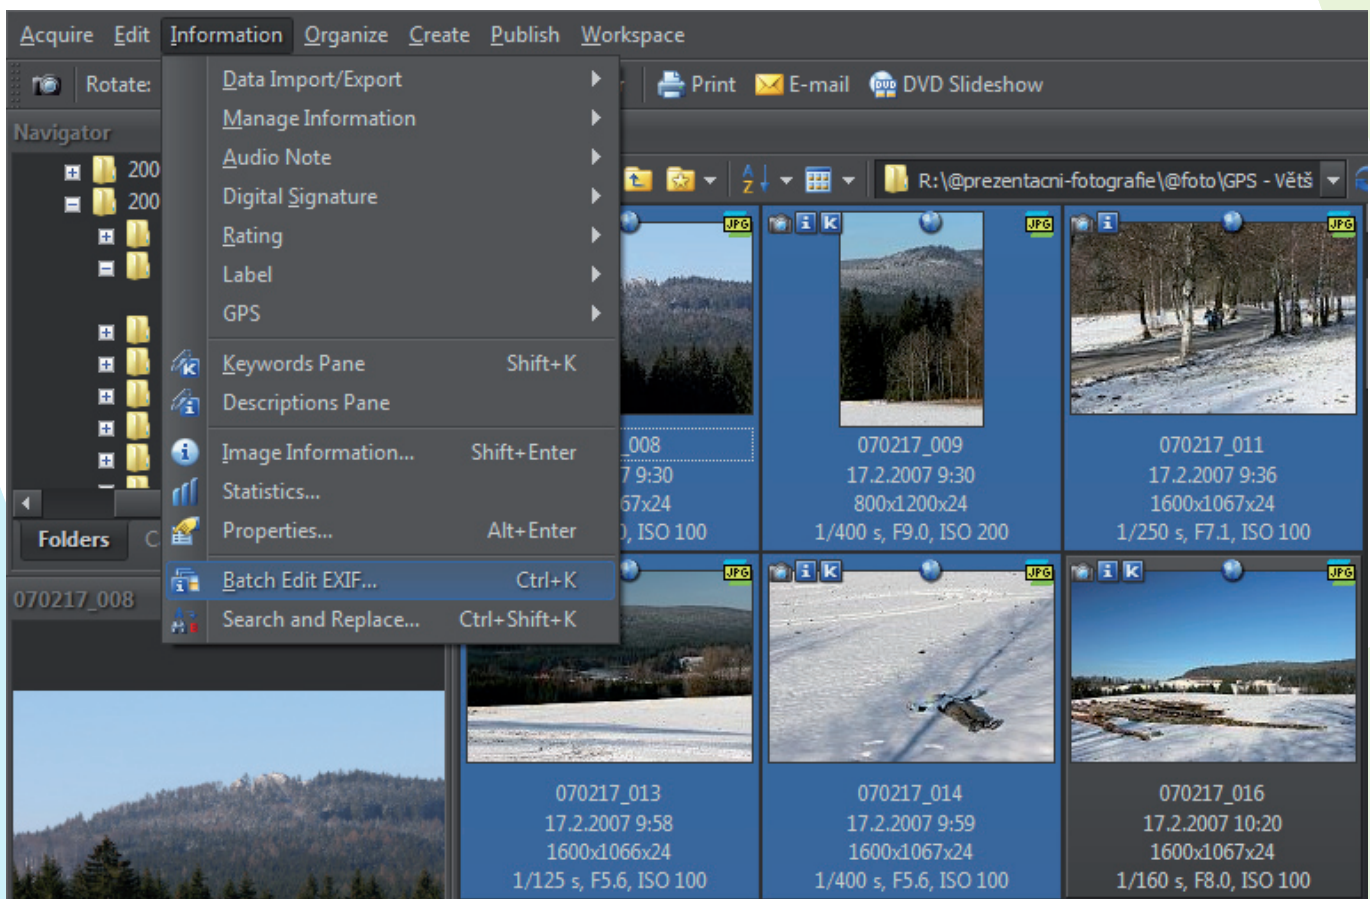 Acquire Edit Information Organize Create Publish Workspace
Rotate: Print E-mail DVD Slideshow
Navigator
200
200
Data Import/Export
Manage Information
Audio Note
Digital Signature
Rating
Label
GPS
Keywords Pane Shift+K
Descriptions Pane
Image Information... Shift+Enter
Statistics...
Properties... Alt+Enter
Batch Edit EXIF... Ctrl+K
Search and Replace... Ctrl+Shift+K
Folders C
070217_008
R:\@prezentacni-fotografie\@foto\GPS - Větš
JPG JPG JPG
_008 070217_009 070217_011
7 9:30 17.2.2007 9:30 17.2.2007 9:36
67x24 800x1200x24 1600x1067x24
0, ISO 100 1/400 s, F9.0, ISO 200 1/250 s, F7.1, ISO 100
JPG JPG JPG
070217_013 070217_014 070217_016
17.2.2007 9:58 17.2.2007 9:59 17.2.2007 10:20
1600x1066x24 1600x1067x24 1600x1067x24
1/125 s, F5.6, ISO 100 1/400 s, F5.6, ISO 100 1/160 s, F8.0, ISO 100